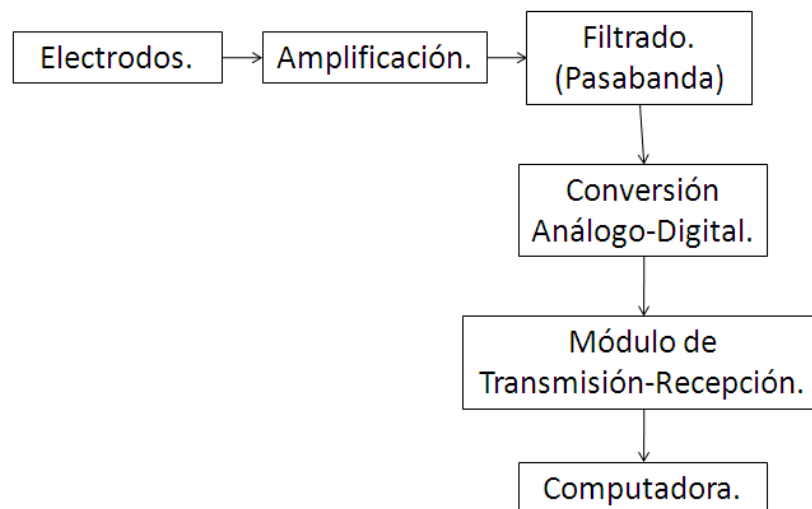 Electrodos.
Amplificación.
Filtrado.
(Pasabanda)
Conversión
Análogo-Digital.
Módulo de
Transmisión-Recepción.
Computadora.